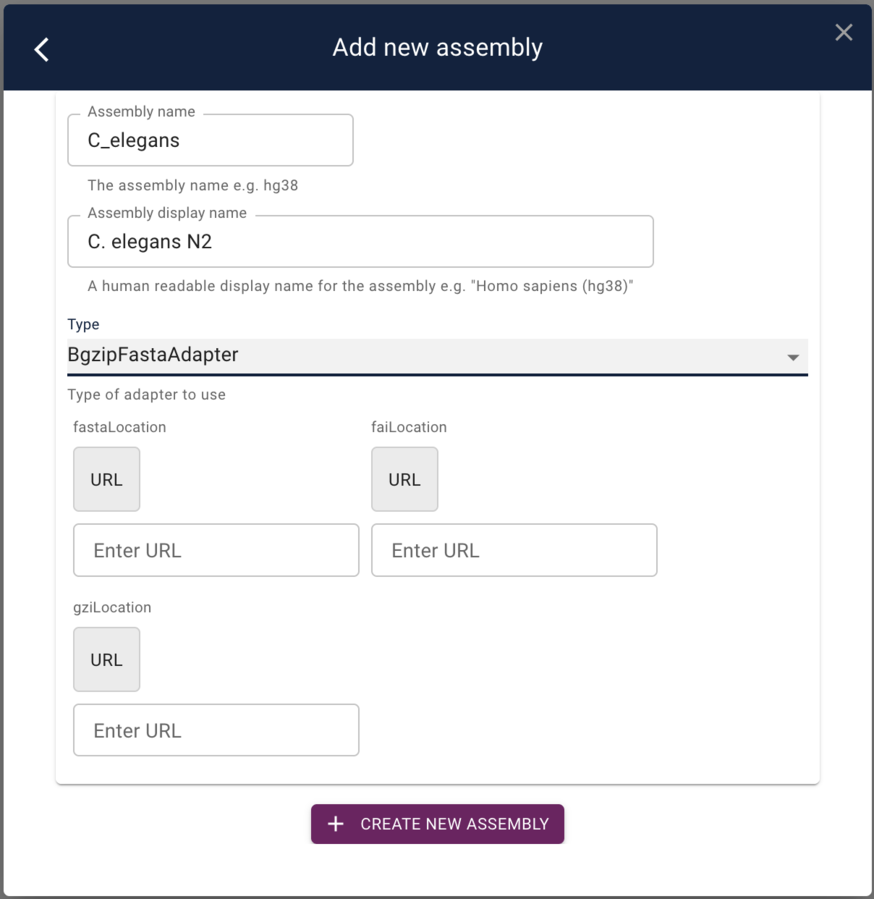 Add new assembly
Assembly name
C_elegans
The assembly name e.g. hg38
Assembly display name
C. elegans N2
A human readable display name for the assembly e.g. "Homo sapiens (hg38)"
Type
BgzipFastaAdapter
Type of adapter to use
fastaLocation
faiLocation
URL
URL
Enter URL
Enter URL
gziLocation
URL
Enter URL
CREATE NEW ASSEMBLY